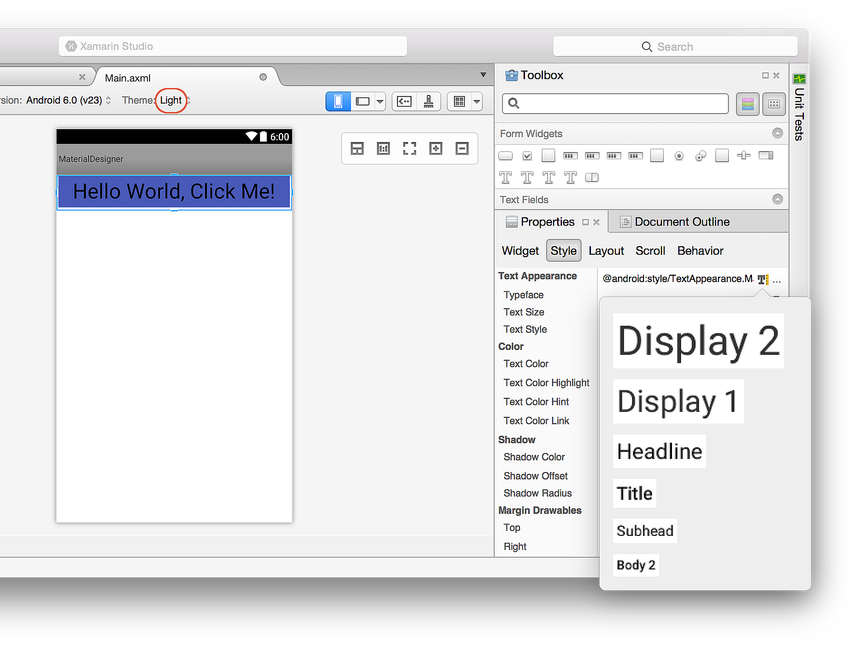 Xamarin Studio
Search
Main.axml
Toolbox
rsion: Android 6.0 (v23)
Theme: Light
Unit Tests
6:00
MaterialDesigner
Hello World, Click Me!
Form Widgets
Text Fields
Properties
Document Outline
Widget Style Layout Scroll Behavior
Text Appearance
@android:style/TextAppearance.M
...
Typeface
Text Size
Text Style
Color
Text Color
Text Color Highlight
Text Color Hint
Text Color Link
Shadow
Shadow Color
Shadow Offset
Shadow Radius
Margin Drawables
Top
Right
Display 2
Display 1
Headline
Title
Subhead
Body 2